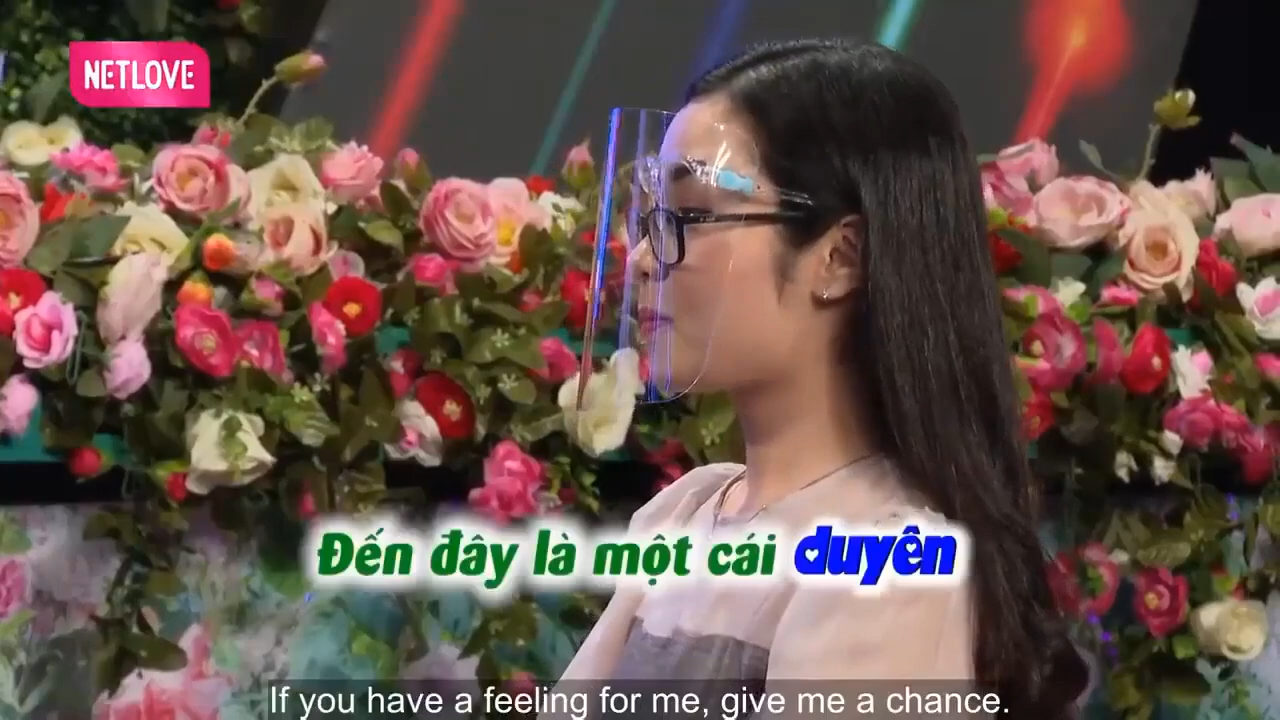 NETLOVE
Đến đây là một cái duyên
If you have a feeling for me, give me a chance.